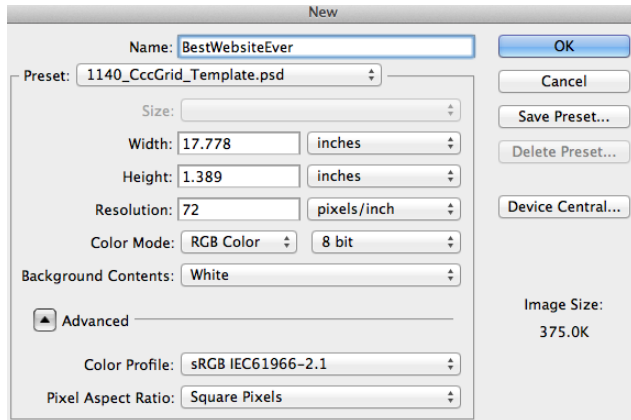 New
Name: BestWebsiteEver
OK
Preset: 1140_CccGrid_Template.psd
Cancel
Size:
Save Preset...
Width: 17.778 inches
Delete Preset...
Height: 1.389 inches
Resolution: 72 pixels/inch
Device Central...
Color Mode: RGB Color 8 bit
Background Contents: White
Image Size:
375.0K
Advanced
Color Profile: sRGB IEC61966-2.1
Pixel Aspect Ratio: Square Pixels